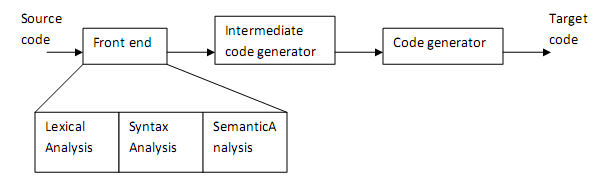 Source
code
Front end
Intermediate
code generator
Code generator
Target
code
Lexical
Analysis
Syntax
Analysis
SemanticA
nalysis